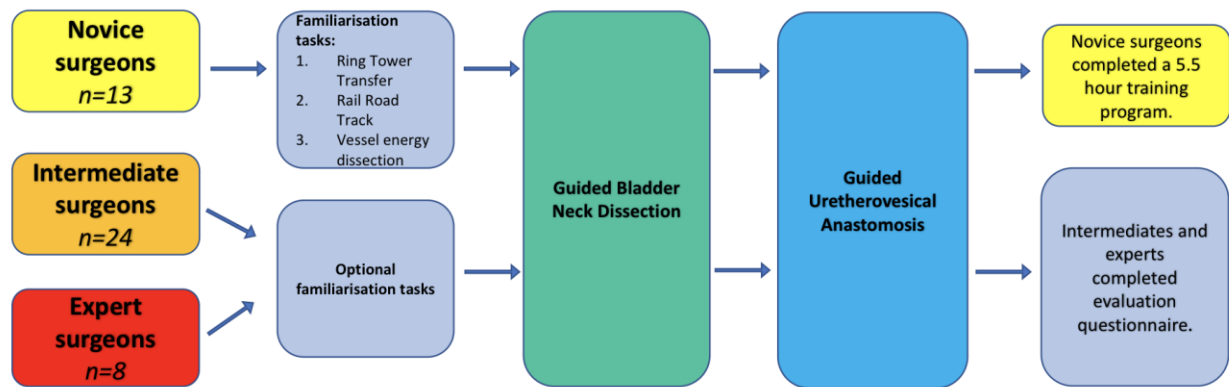 Novice
surgeons
n=13
Familiarisation
tasks:
1. Ring Tower
Transfer
2. Rail Road
Track
3. Vessel energy
dissection
Intermediate
surgeons
n=24
Expert
surgeons
n=8
Optional
familiarisation tasks
Guided Bladder
Neck Dissection
Guided
Uretherovesical
Anastomosis
Novice surgeons
completed a 5.5
hour training
program.
Intermediates and
experts
completed
evaluation
questionnaire.